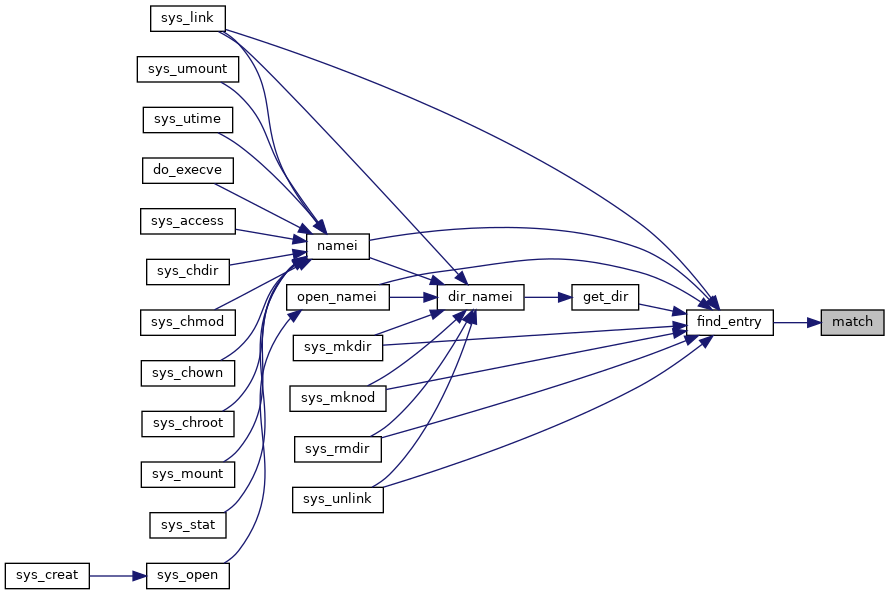 sys_link
sys_umount
sys_utime
do_execve
sys_access
namei
sys_chdir
open_namei
dir_namei
get_dir
sys_chmod
find_entry
match
sys_mkdir
sys_chown
sys_mknod
sys_chroot
sys_rmdir
sys_mount
sys_unlink
sys_stat
sys_creat
sys_open